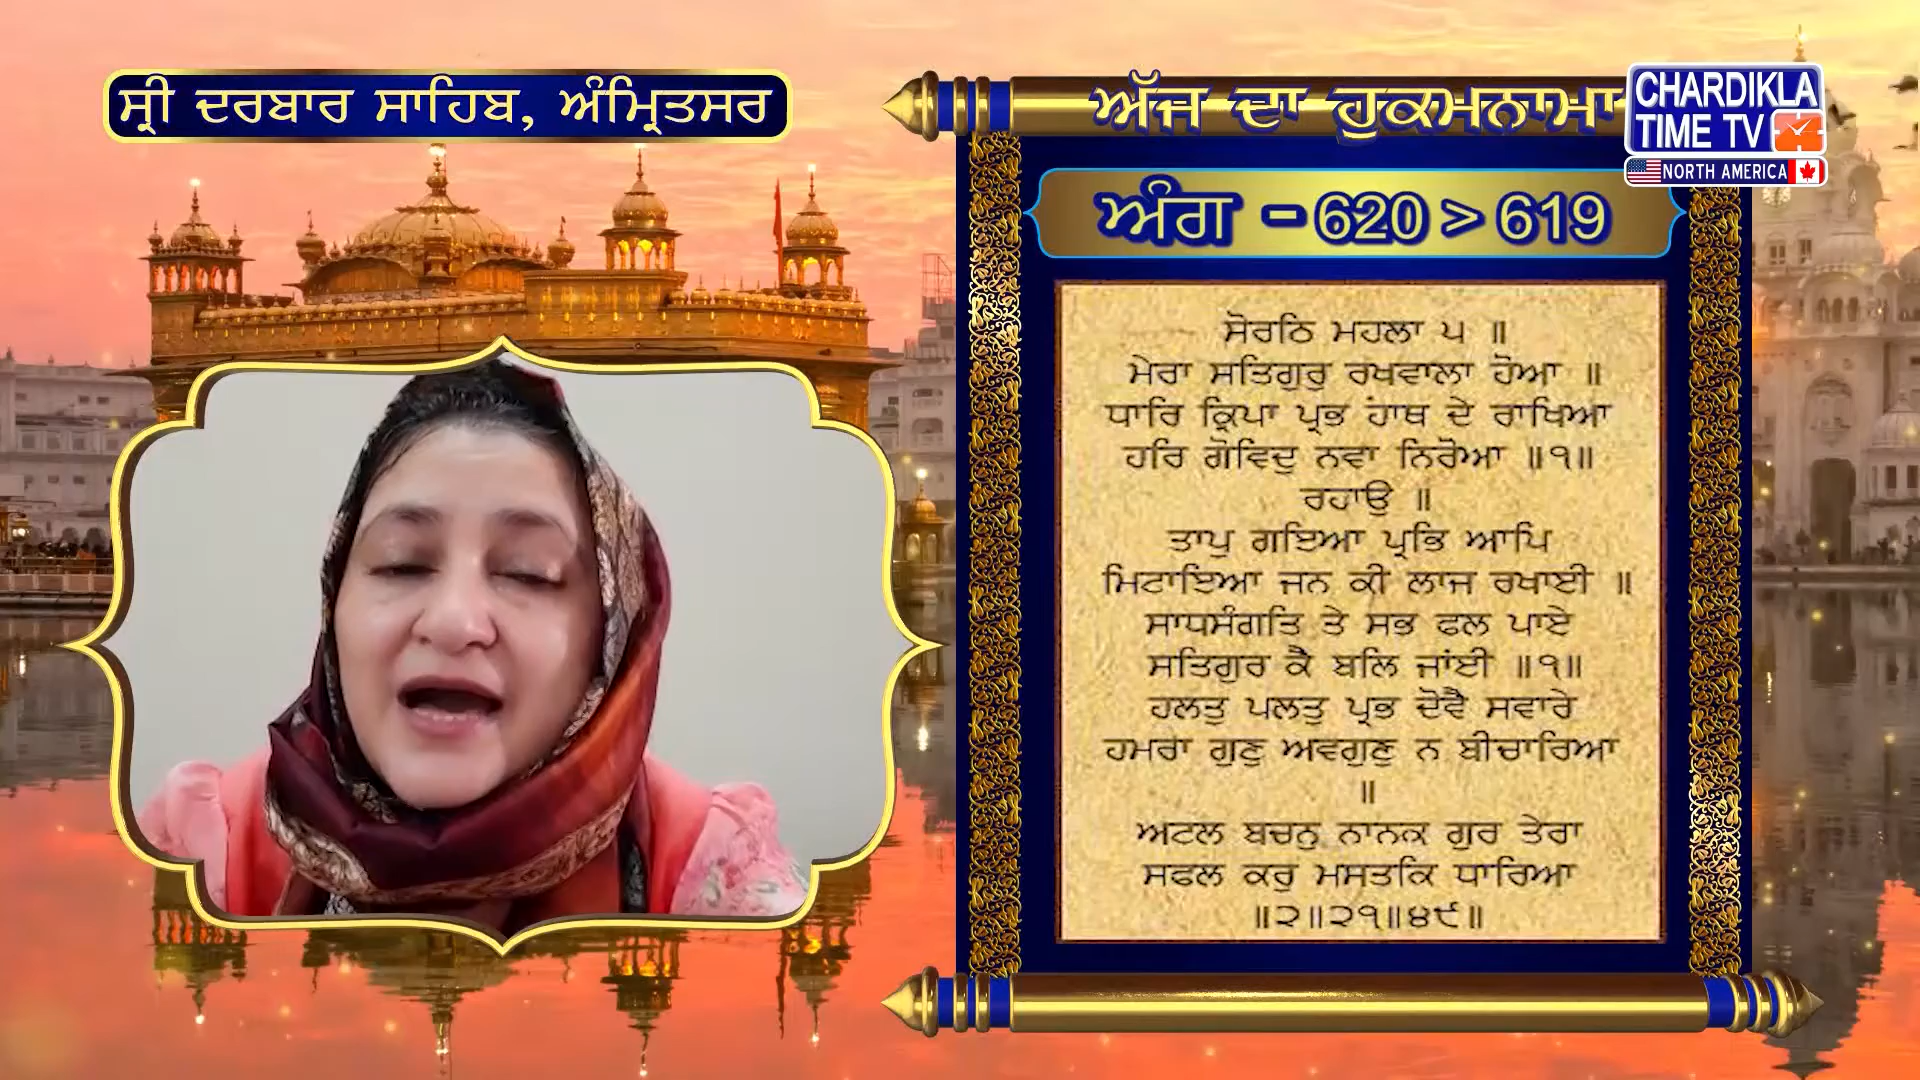 ਸ੍ਰੀ ਦਰਬਾਰ ਸਾਹਿਬ, ਅੰਮ੍ਰਿਤਸਰ
ਅੱਜ ਦਾ ਹੁਕਮਨਾਮਾ
CHARDIKLA
TIME TV
NORTH AMERICA
ਅੰਗ - 620 > 619
ਸੋਰਠਿ ਮਹਲਾ ੫ ॥
ਮੇਰਾ ਸਤਿਗੁਰੁ ਰਖਵਾਲਾ ਹੋਆ ॥
ਧਾਰਿ ਕ੍ਰਿਪਾ ਪ੍ਰਭ ਹਾਥ ਦੇ ਰਾਖਿਆ
ਹਰਿ ਗੋਵਿਦੁ ਨਵਾ ਨਿਰੋਆ ॥੧॥
ਰਹਾਉ ॥
ਤਾਪੁ ਗਇਆ ਪ੍ਰਭਿ ਆਪਿ
ਮਿਟਾਇਆ ਜਨ ਕੀ ਲਾਜ ਰਖਾਈ ॥
ਸਾਧਸੰਗਤਿ ਤੇ ਸਭ ਫਲ ਪਾਏ
ਸਤਿਗੁਰ ਕੈ ਬਲਿ ਜਾਂਈ ॥੧॥
ਹਲਤੁ ਪਲਤੁ ਪ੍ਰਭ ਦੋਵੈ ਸਵਾਰੇ
ਹਮਰਾ ਗੁਣੁ ਅਵਗੁਣੁ ਨ ਬੀਚਾਰਿਆ
॥
ਅਟਲ ਬਚਨੁ ਨਾਨਕ ਗੁਰ ਤੇਰਾ
ਸਫਲ ਕਰੁ ਮਸਤਕਿ ਧਾਰਿਆ
॥੨॥੨੧॥੪੯॥